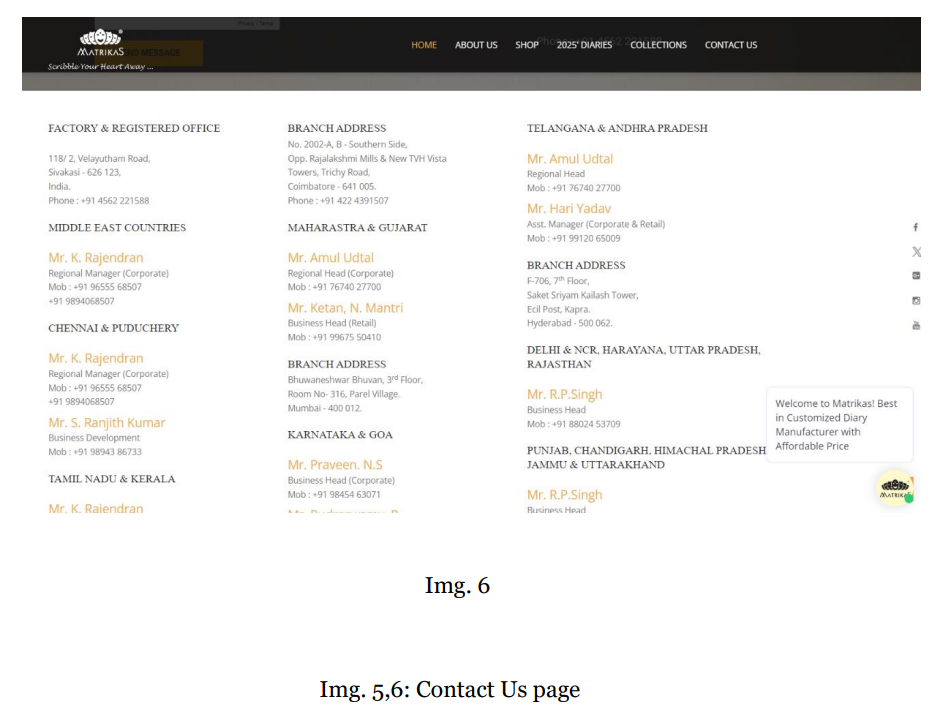 Privacy - Terms
MATRIKAS
Scribble Your Heart Away ...
SEND MESSAGE
HOME ABOUT US SHOP 2025' DIARIES COLLECTIONS CONTACT US
FACTORY & REGISTERED OFFICE
118/ 2, Velayutham Road,
Sivakasi - 626 123,
India.
Phone : +91 4562 221588
MIDDLE EAST COUNTRIES
Mr. K. Rajendran
Regional Manager (Corporate)
Mob : +91 96555 68507
+91 9894068507
CHENNAI & PUDUCHERY
Mr. K. Rajendran
Regional Manager (Corporate)
Mob : +91 96555 68507
+91 9894068507
Mr. S. Ranjith Kumar
Business Development
Mob : +91 98943 86733
TAMIL NADU & KERALA
Mr. K. Rajendran
BRANCH ADDRESS
No. 2002-A, B - Southern Side,
Opp. Rajalakshmi Mills & New TVH Vista
Towers, Trichy Road,
Coimbatore - 641 005.
Phone : +91 422 4391507
MAHARASTRA & GUJARAT
Mr. Amul Udtal
Regional Head (Corporate)
Mob : +91 76740 27700
Mr. Ketan, N. Mantri
Business Head (Retail)
Mob : +91 99675 50410
BRANCH ADDRESS
Bhuwaneshwar Bhuvan, 3rd Floor,
Room No- 316, Parel Village.
Mumbai - 400 012.
KARNATAKA & GOA
Mr. Praveen. N.S
Business Head (Corporate)
Mob : +91 98454 63071
TELANGANA & ANDHRA PRADESH
Mr. Amul Udtal
Regional Head
Mob : +91 76740 27700
Mr. Hari Yadav
Asst. Manager (Corporate & Retail)
Mob : +91 99120 65009
BRANCH ADDRESS
F-706, 7th Floor,
Saket Sriyam Kailash Tower,
Ecil Post, Kapra.
Hyderabad - 500 062.
DELHI & NCR, HARAYANA, UTTAR PRADESH,
RAJASTHAN
Mr. R.P.Singh
Business Head
Mob : +91 88024 53709
PUNJAB, CHANDIGARH, HIMACHAL PRADESH
JAMMU & UTTARAKHAND
Mr. R.P.Singh
Business Head
Welcome to Matrikas! Best
in Customized Diary
Manufacturer with
Affordable Price
MATRIKAS
Img. 6
Img. 5,6: Contact Us page